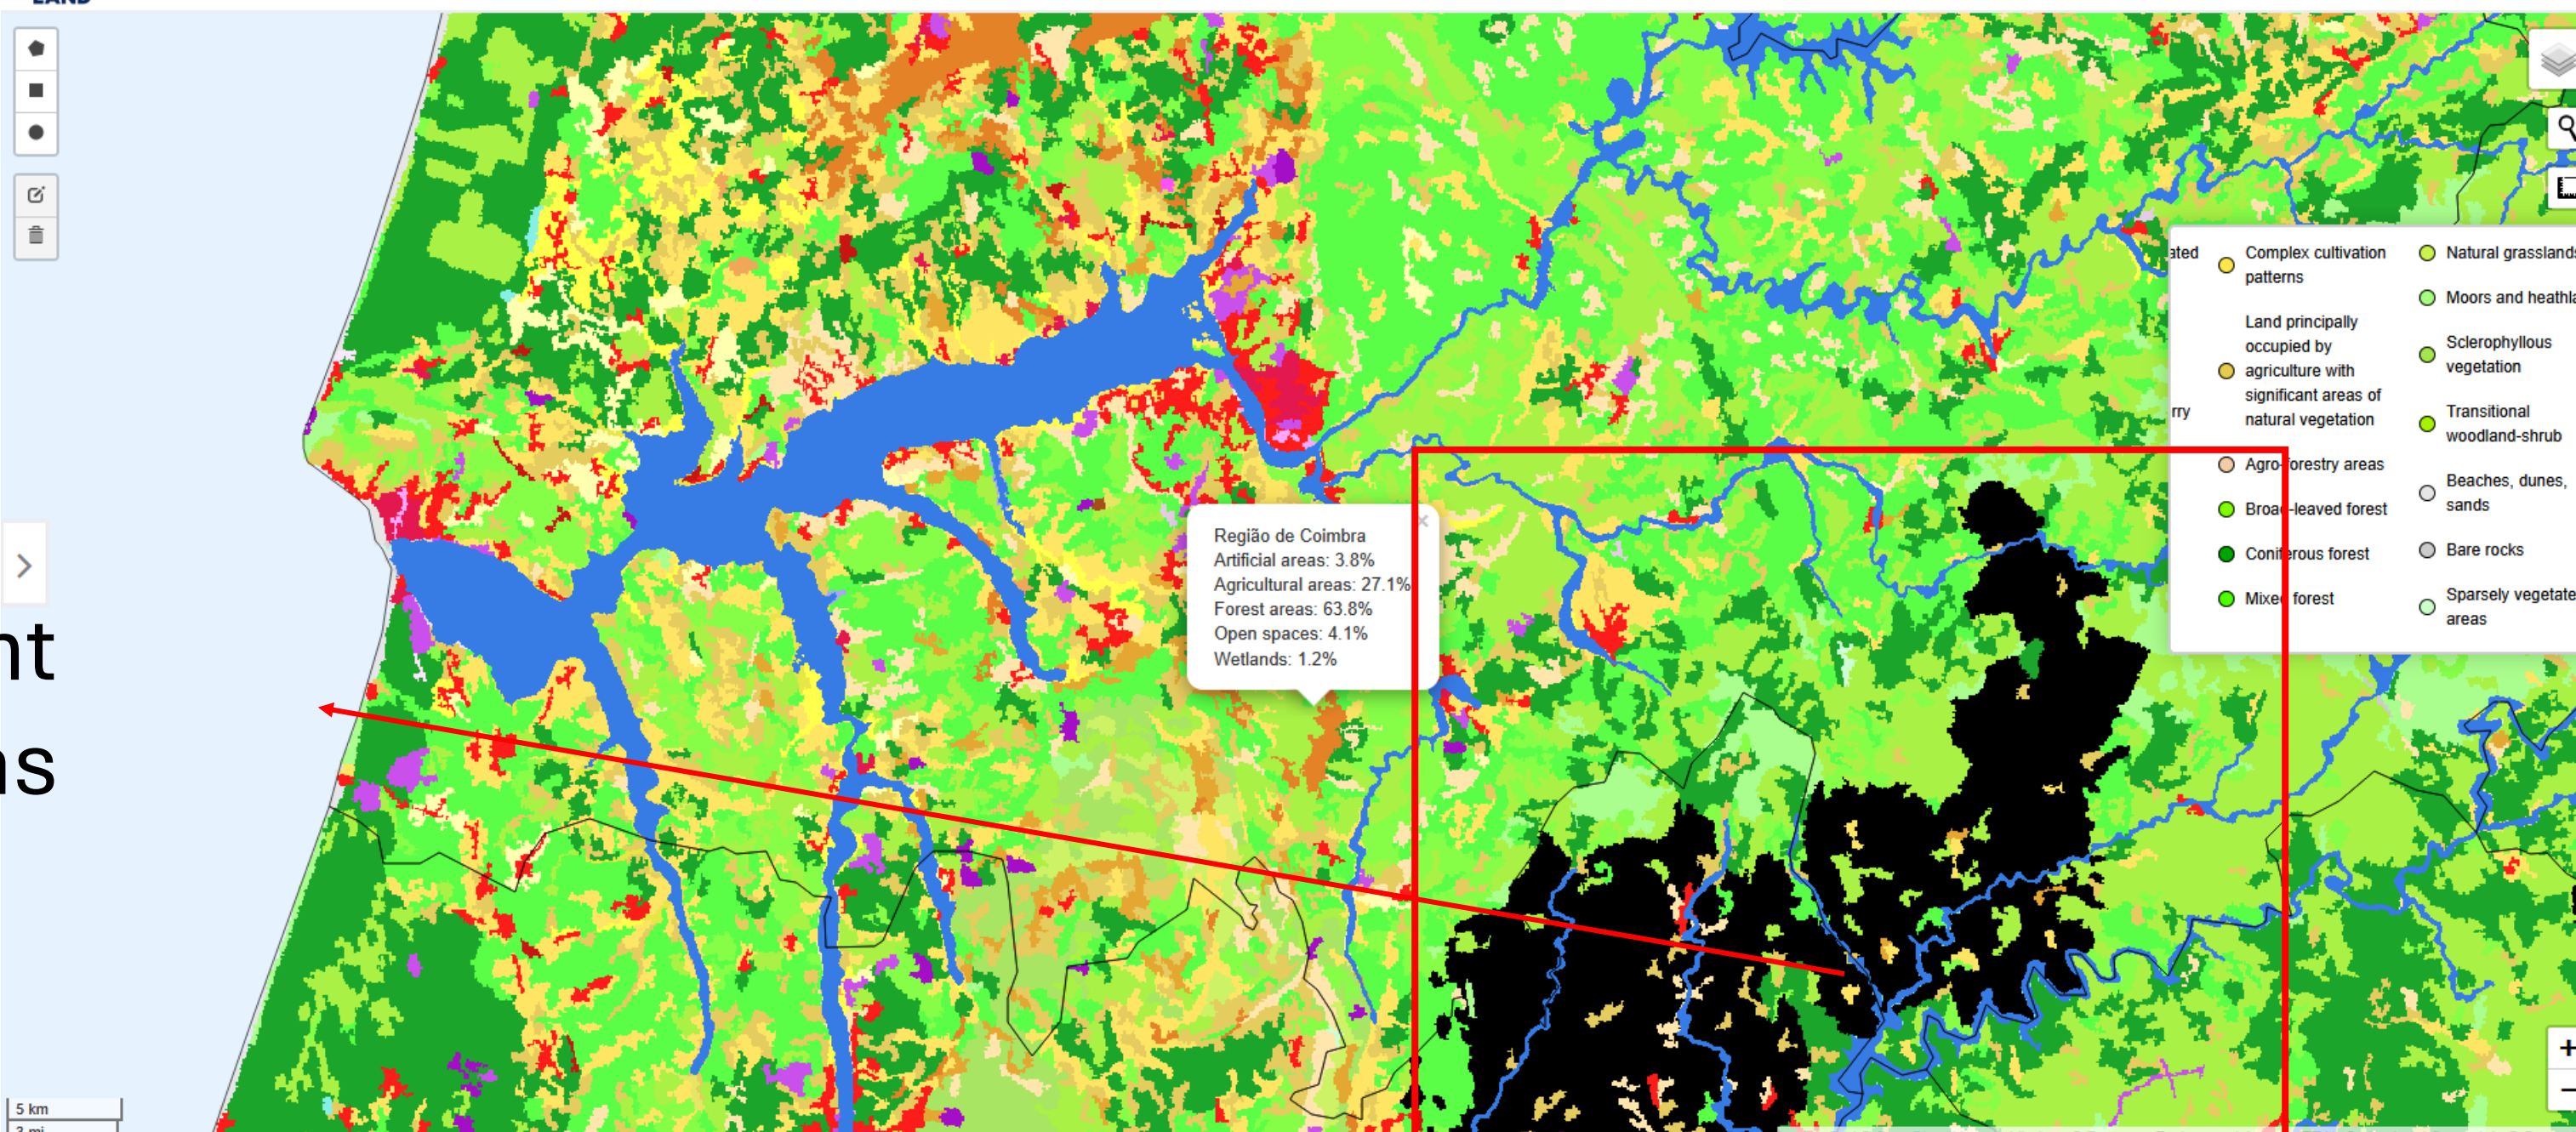 LAND
nt
ns
Região de Coimbra
Artificial areas: 3.8%
Agricultural areas: 27.1%
Forest areas: 63.8%
Open spaces: 4.1%
Wetlands: 1.2%
ated
rry
Complex cultivation
patterns
Land principally
occupied by
agriculture with
significant areas of
natural vegetation
Agro-forestry areas
Broad-leaved forest
Coniferous forest
Mixed forest
Natural grasslands
Moors and heathla
Sclerophyllous
vegetation
Transitional
woodland-shrub
Beaches, dunes,
sands
Bare rocks
Sparsely vegetate
areas
+
−
5 km
3 mi